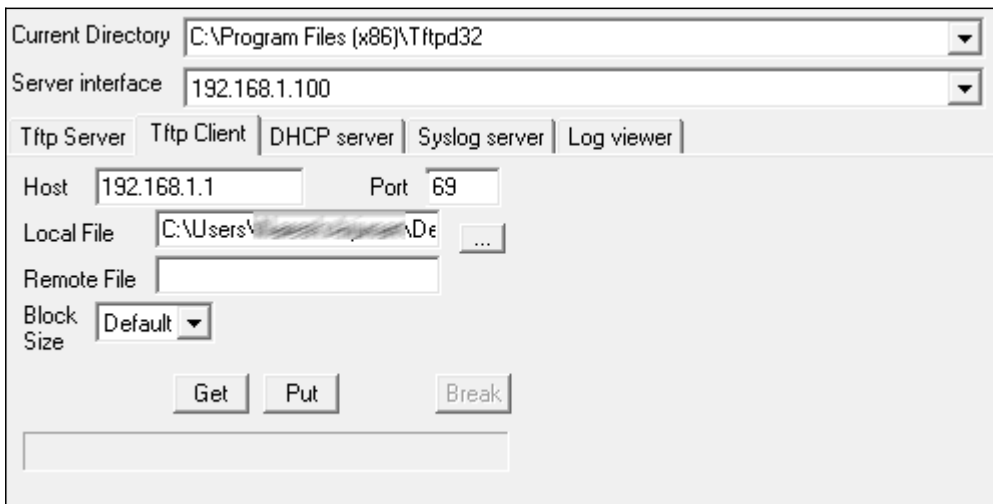 Current Directory C:\Program Files (x86)\Tftpd32
Server interface 192.168.1.100
Tftp Server Tftp Client DHCP server Syslog server Log viewer
Host 192.168.1.1 Port 69
Local File C:\Users\ \De ...
Remote File
Block
Size Default
Get Put Break